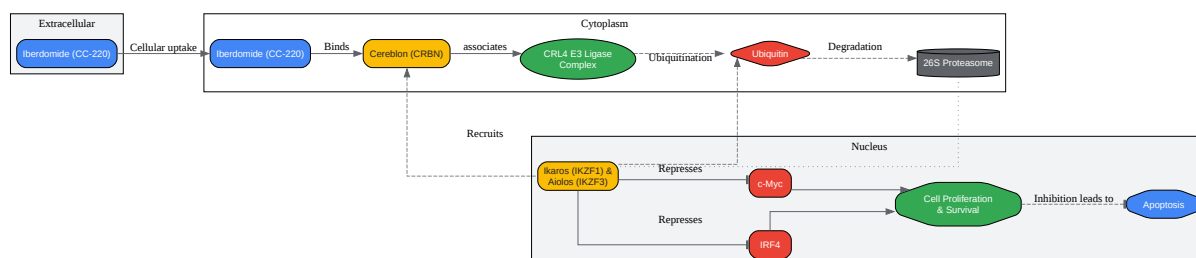 Extracellular
Iberdomide (CC-220)
Cellular uptake
Cytoplasm
Iberdomide (CC-220)
Binds
Cereblon (CRBN)
associates
CRL4 E3 Ligase
Complex
Ubiquitination
Ubiquitin
Degradation
26S Proteasome
Recruits
Nucleus
Ikaros (IKZF1) &
Aiolos (IKZF3)
Represses
c-Myc
Represses
IRF4
Cell Proliferation
& Survival
Inhibition leads to
Apoptosis